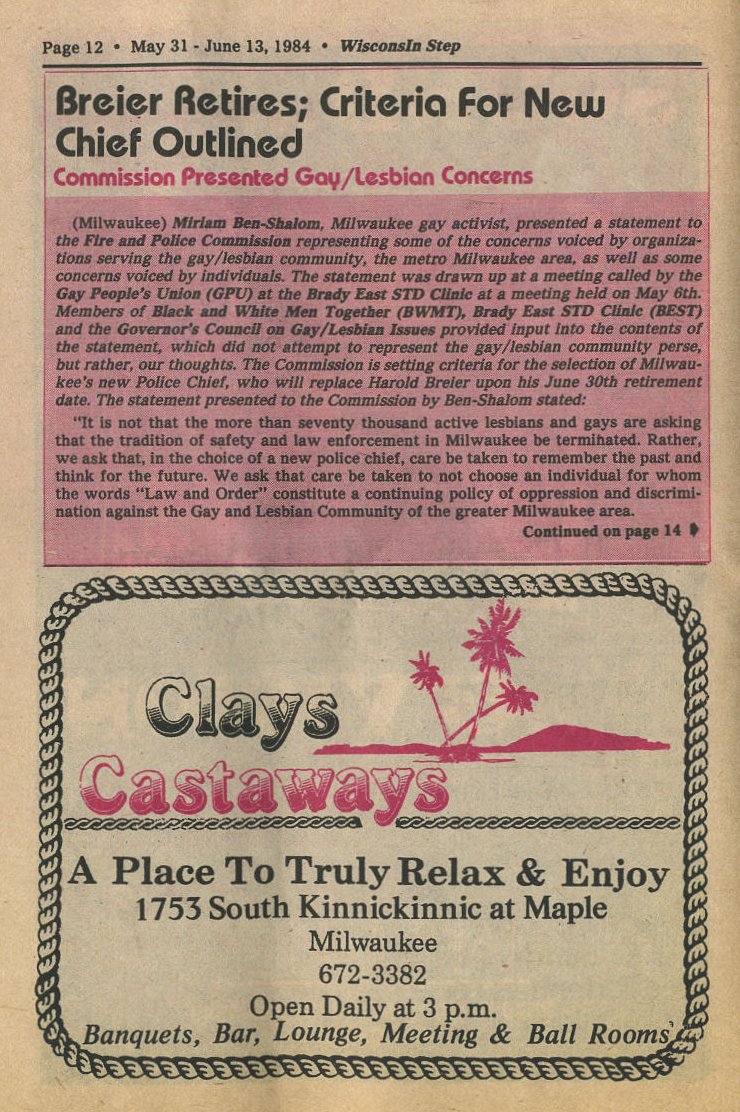 Page 12 • May 31 - June 13, 1984 • WisconsIn Step
Breier Retires; Criteria For New
Chief Outlined
Commission Presented Gay/Lesbian Concerns
(Milwaukee) Miriam Ben-Shalom, Milwaukee gay activist, presented a statement to
the Fire and Police Commission representing some of the concerns voiced by organiza-
tions serving the gay/lesbian community, the metro Milwaukee area, as well as some
concerns voiced by individuals. The statement was drawn up at a meeting called by the
Gay People's Union (GPU) at the Brady East STD Clinic at a meeting held on May 6th.
Members of Black and White Men Together (BWMT), Brady East STD Clinic (BEST)
and the Governor's Council on Gay/Lesbian Issues provided input into the contents of
the statement, which did not attempt to represent the gay/lesbian community perse,
but rather, our thoughts. The Commission is setting criteria for the selection of Milwau-
kee's new Police Chief, who will replace Harold Breier upon his June 30th retirement
date. The statement presented to the Commission by Ben-Shalom stated:
"It is not that the more than seventy thousand active lesbians and gays are asking
that the tradition of safety and law enforcement in Milwaukee be terminated. Rather,
we ask that, in the choice of a new police chief, care be taken to remember the past and
think for the future. We ask that care be taken to not choose an individual for whom
the words "Law and Order" constitute a continuing policy of oppression and discrimi-
nation against the Gay and Lesbian Community of the greater Milwaukee area.
Continued on page 14
Clays
Castaways
A Place To Truly Relax & Enjoy
1753 South Kinnickinnic at Maple
Milwaukee
672-3382
Open Daily at 3 p.m.
Banquets, Bar, Lounge, Meeting & Ball Rooms